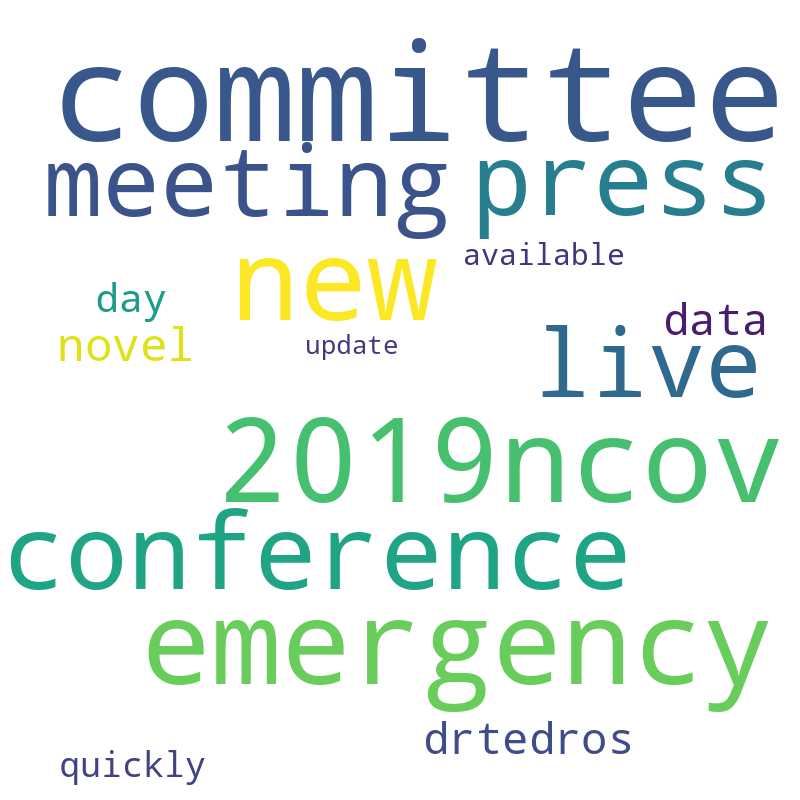 committee
meeting press
new available
day data
novel update live
2019ncov
conference
emergency
drtedros
quickly